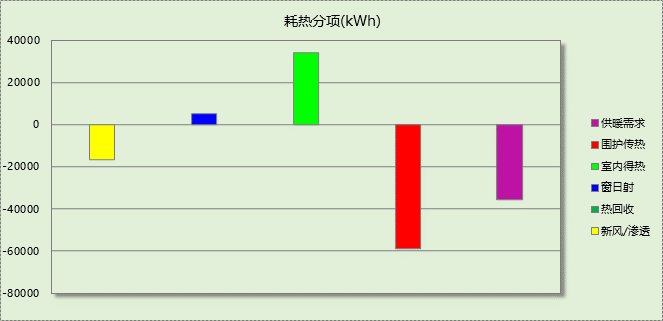 耗热分项(kWh)
40000
20000
0
-20000
-40000
-60000
-80000
供暖需求
围护传热
室内得热
窗日射
热回收
新风/渗透